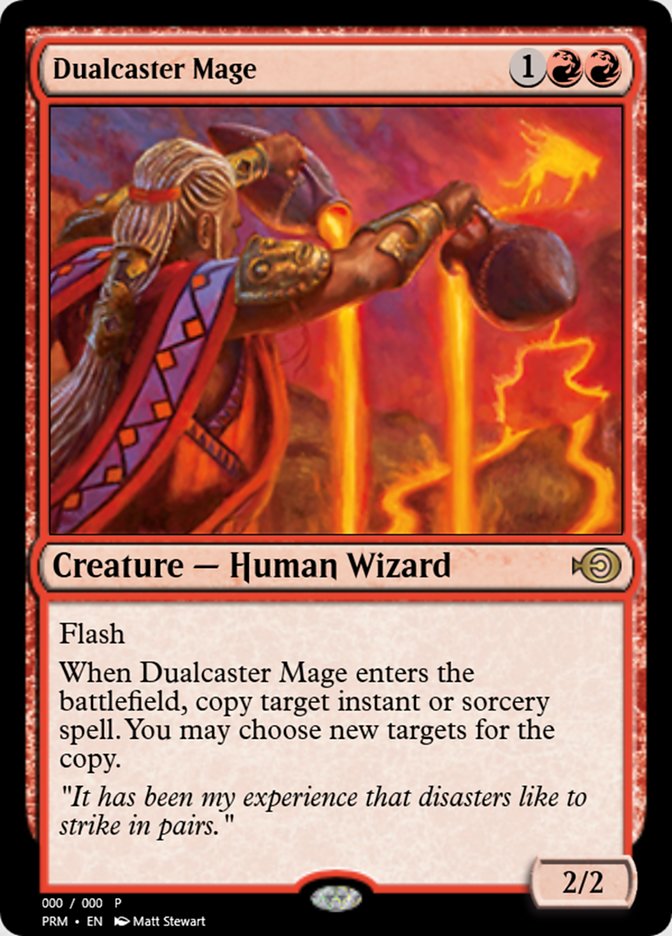 Dualcaster Mage 1
Creature — Human Wizard
Flash
When Dualcaster Mage enters the
battlefield, copy target instant or sorcery
spell. You may choose new targets for the
copy.
"It has been my experience that disasters like to
strike in pairs."
2/2
000 / 000 P
PRM • EN Matt Stewart